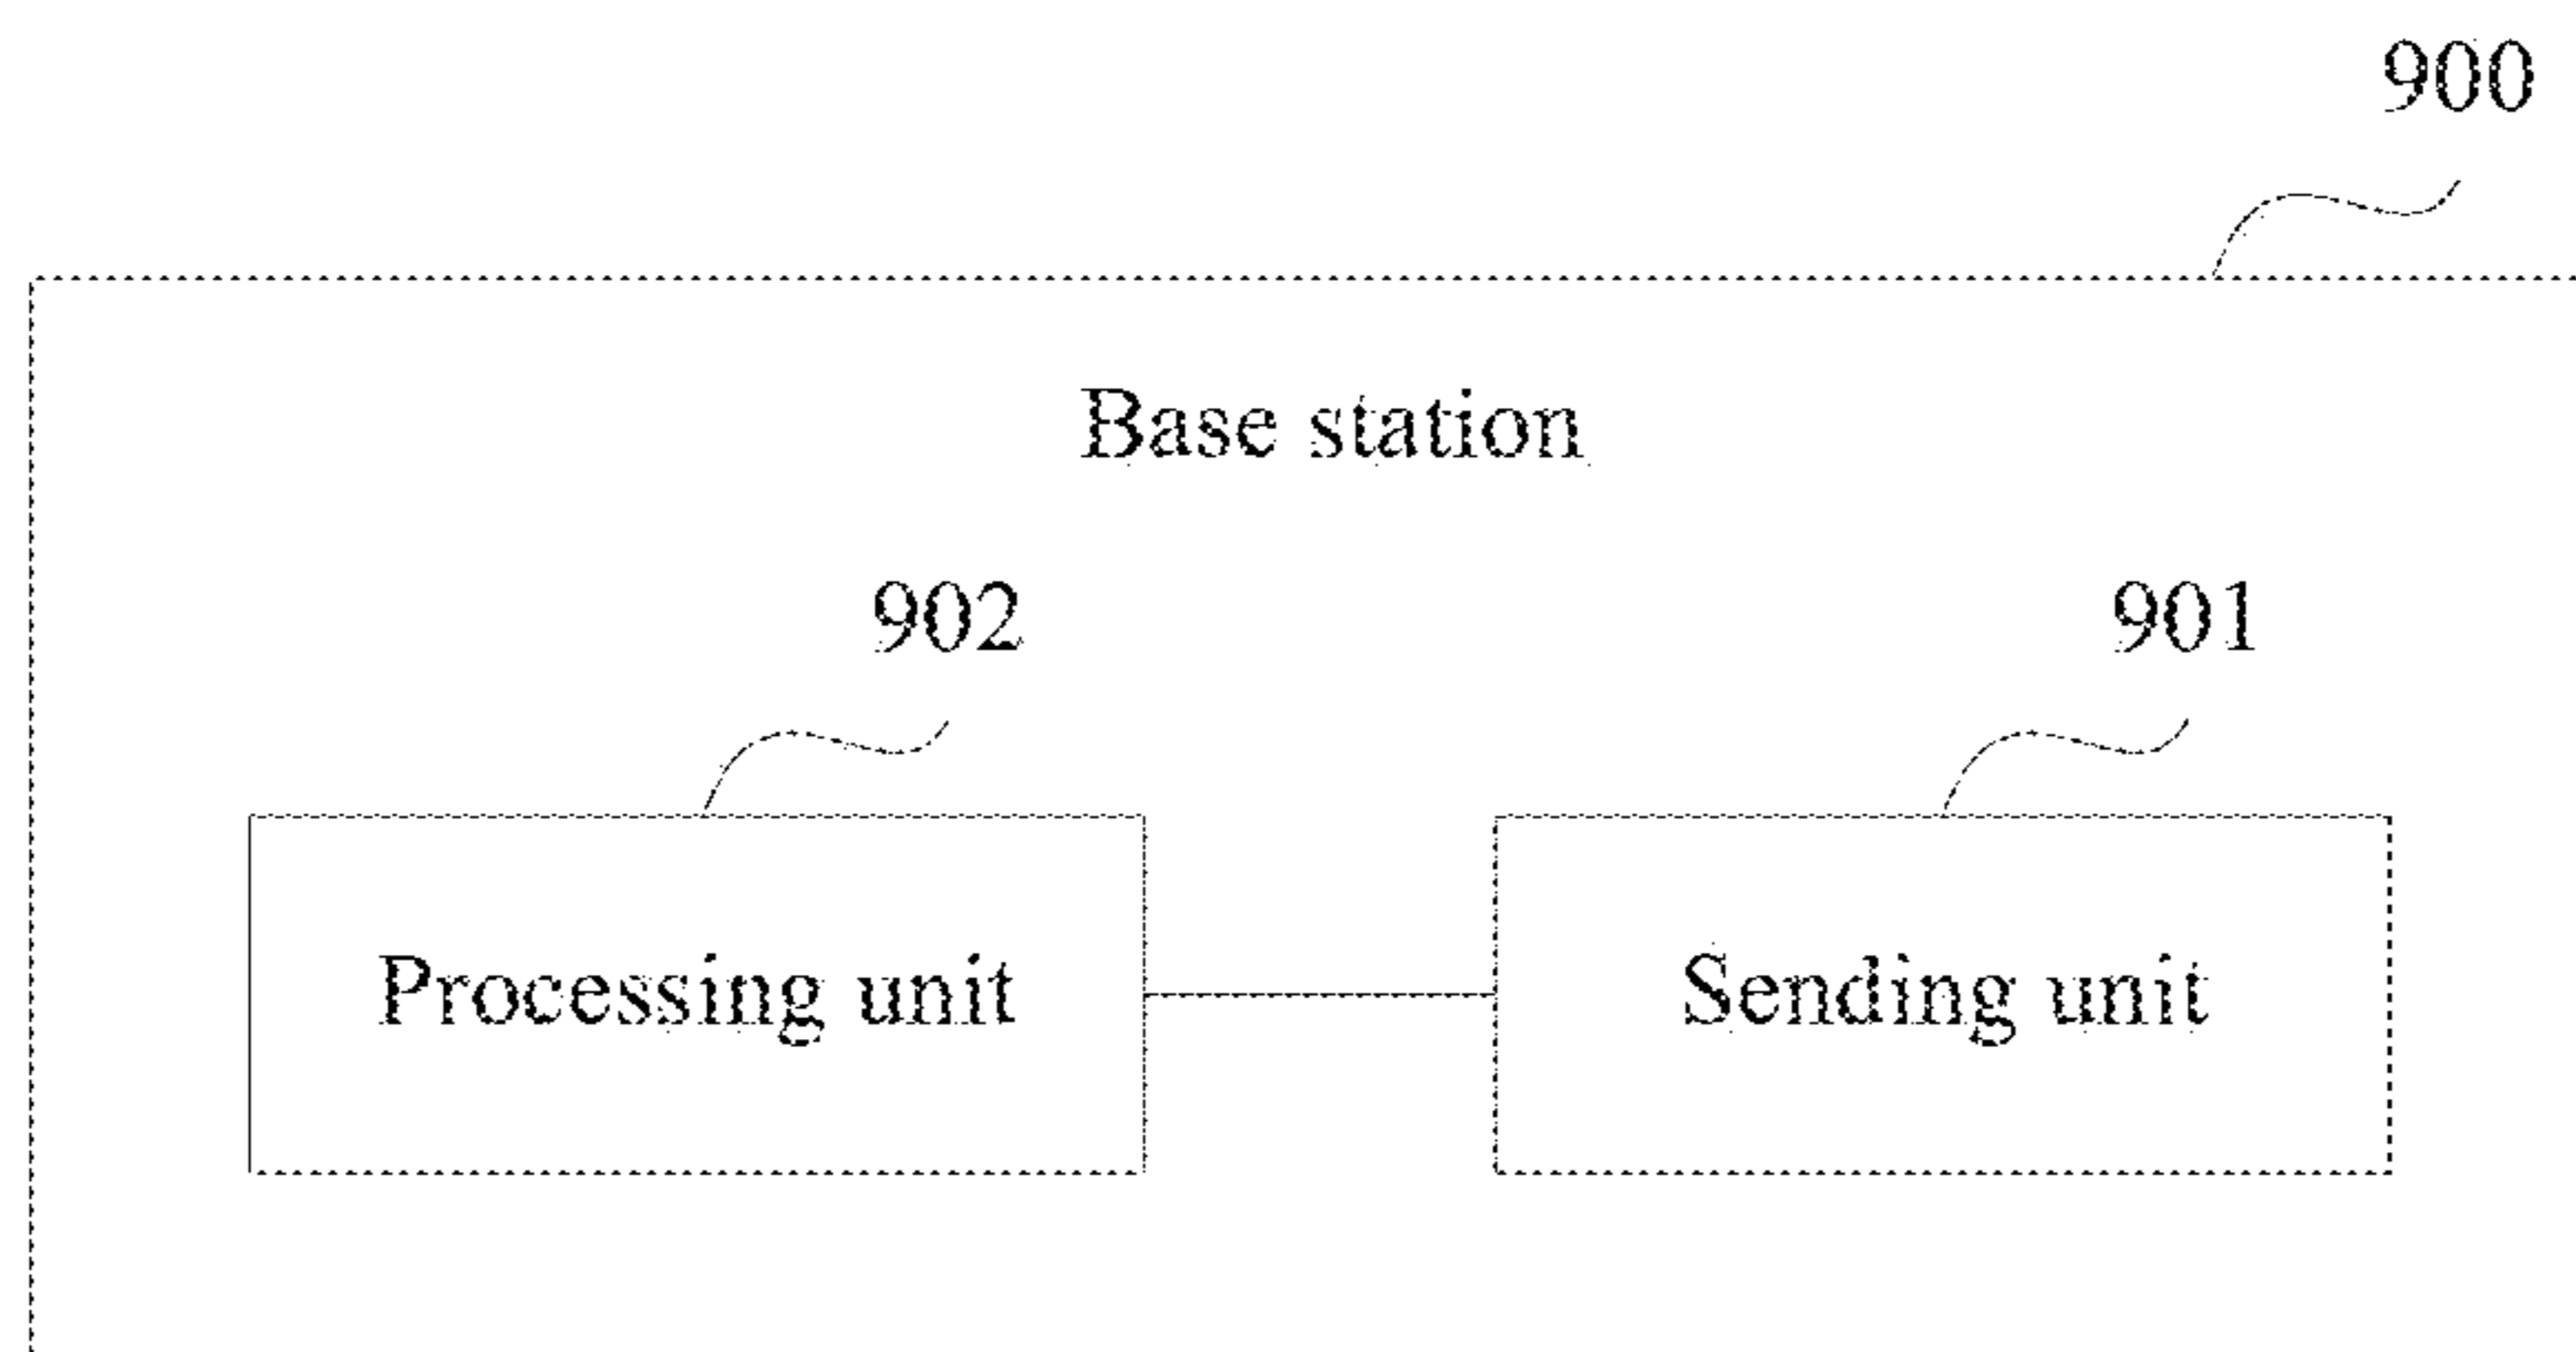 900
Base station
902
901
Processing unit
Sending unit